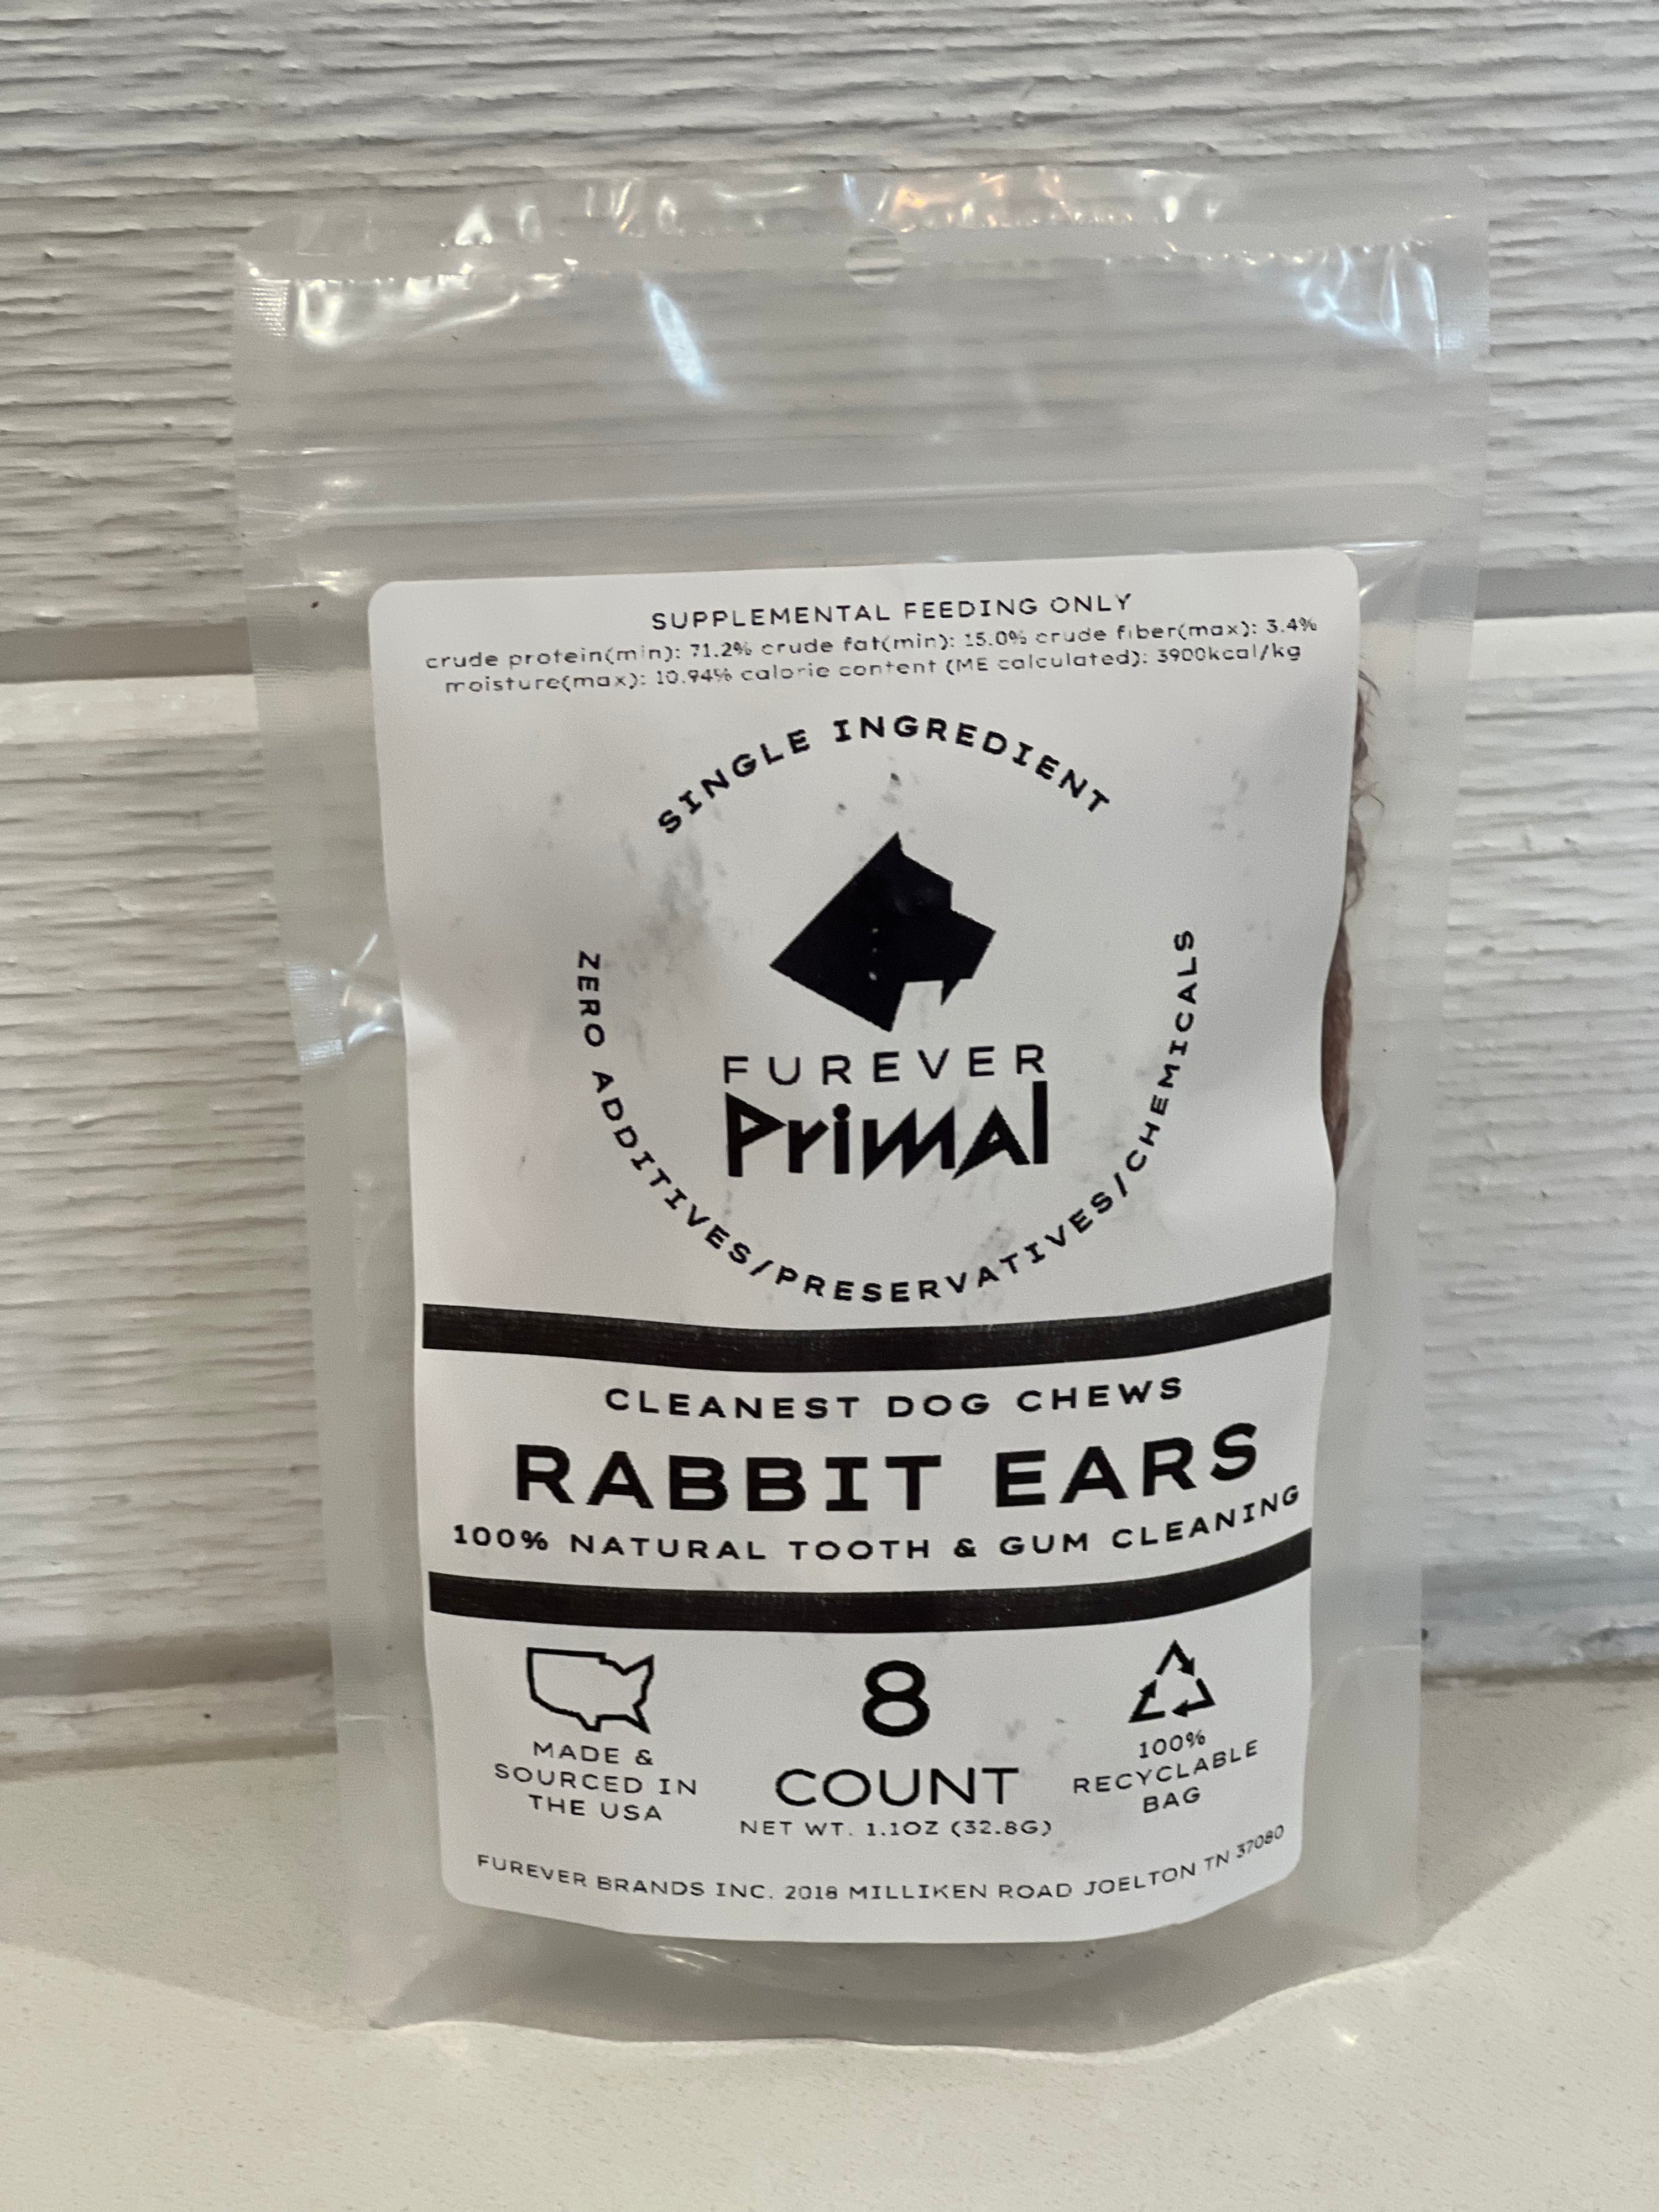 SUPPLEMENTAL FEEDING ONLY
crude protein(min): 71.2% crude fat(min): 15.0% crude fiber(max): 3.4%
moisture(max): 10.94% calorie content (ME calculated): 3900kcal/kg
SINGLE INGREDIENT
FUREVER
PriMAl
ZERO ADDITIVES/PRESERVATIVES/CHEMICALS
CLEANEST DOG CHEWS
RABBIT EARS
100% NATURAL TOOTH & GUM CLEANING
MADE &
SOURCED IN
THE USA
8
COUNT
NET WT. 1.1OZ (32.8G)
100%
RECYCLABLE
BAG
FUREVER BRANDS INC. 2018 MILLIKEN ROAD JOELTON TN 37080